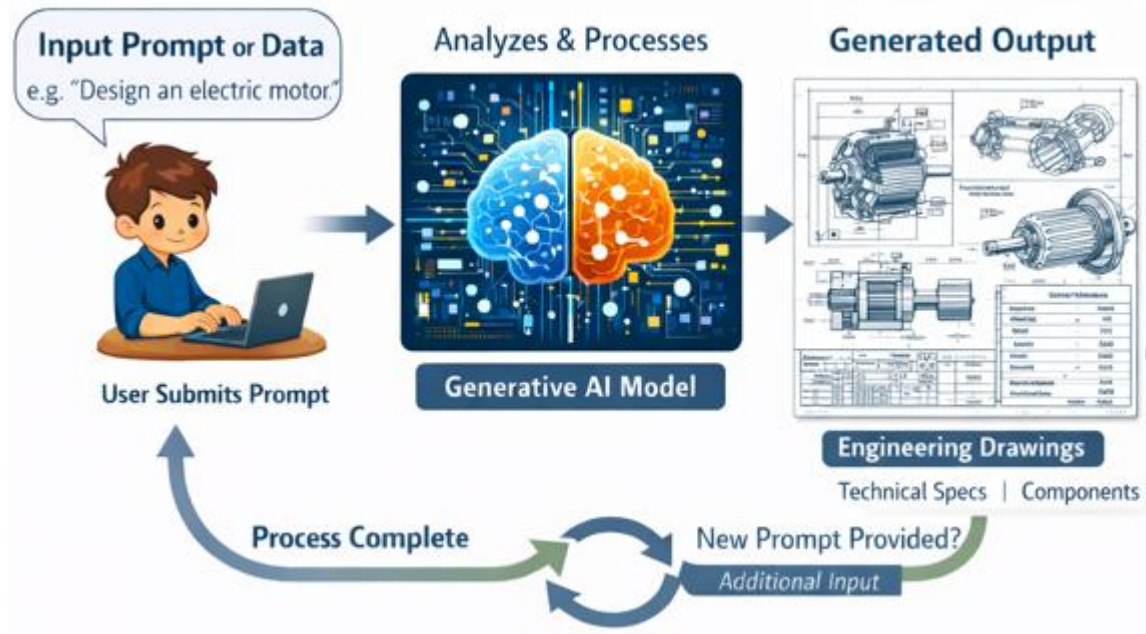 Input Prompt or Data
e.g. “Design an electric motor.”
Analyzes & Processes
Generated Output
User Submits Prompt
Generative AI Model
Engineering Drawings
Technical Specs | Components
Process Complete
New Prompt Provided?
Additional Input